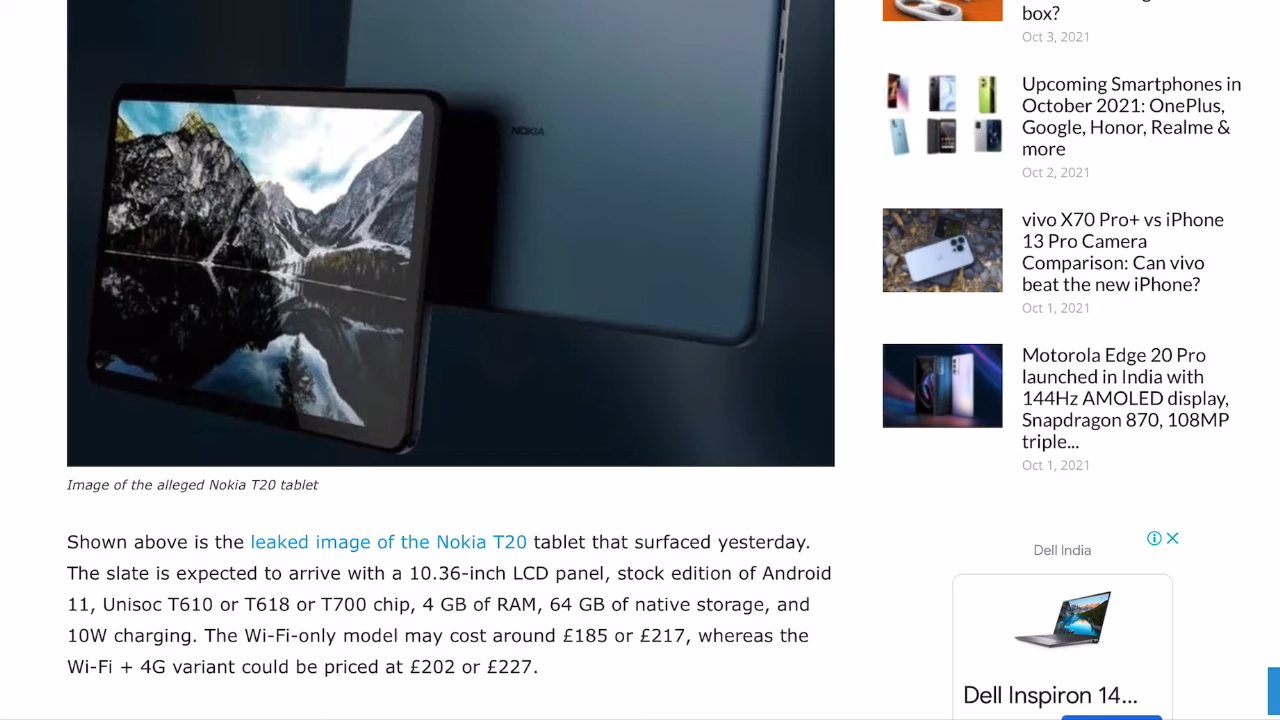 NOKIA
Image of the alleged Nokia T20 tablet
Shown above is the leaked image of the Nokia T20 tablet that surfaced yesterday.
The slate is expected to arrive with a 10.36-inch LCD panel, stock edition of Android
11, Unisoc T610 or T618 or T700 chip, 4 GB of RAM, 64 GB of native storage, and
10W charging. The Wi-Fi-only model may cost around £185 or £217, whereas the
Wi-Fi + 4G variant could be priced at £202 or £227.
box?
Oct 3, 2021
Upcoming Smartphones in
October 2021: OnePlus,
Google, Honor, Realme &
more
Oct 2, 2021
vivo X70 Pro+ vs iPhone
13 Pro Camera
Comparison: Can vivo
beat the new iPhone?
Oct 1, 2021
Motorola Edge 20 Pro
launched in India with
144Hz AMOLED display,
Snapdragon 870, 108MP
triple...
Oct 1, 2021
Dell India
Dell Inspiron 14...